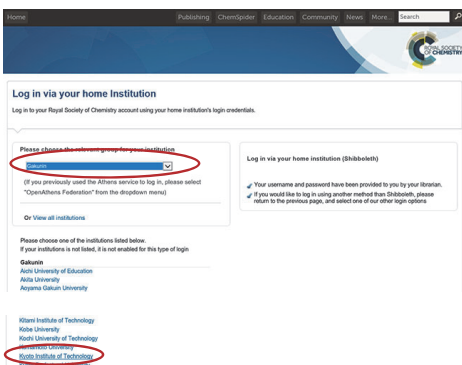 Home Publishing ChemSpider Education Community News More... Search
ROYAL SOCIETY
OF CHEMISTRY
Log in via your home Institution
Log in to your Royal Society of Chemistry account using your home institution's login credentials.
Please choose the relevant group for your institution
Gakunin
(If you previously used the Athens service to log in, please select
"OpenAthens Federation" from the dropdown menu)
Or View all institutions
Log in via your home institution (Shibboleth)
Your username and password have been provided to you by your librarian.
If you would like to log in using another method than Shibboleth, please
return to the previous page, and select one of our other login options
Please choose one of the institutions listed below.
If your institutions is not listed, it is not enabled for this type of login
Gakunin
Aichi University of Education
Akita University
Aoyama Gakuin University
Kitami Institute of Technology
Kobe University
Kochi University of Technology
Kumamoto University
Kyoto Institute of Technology